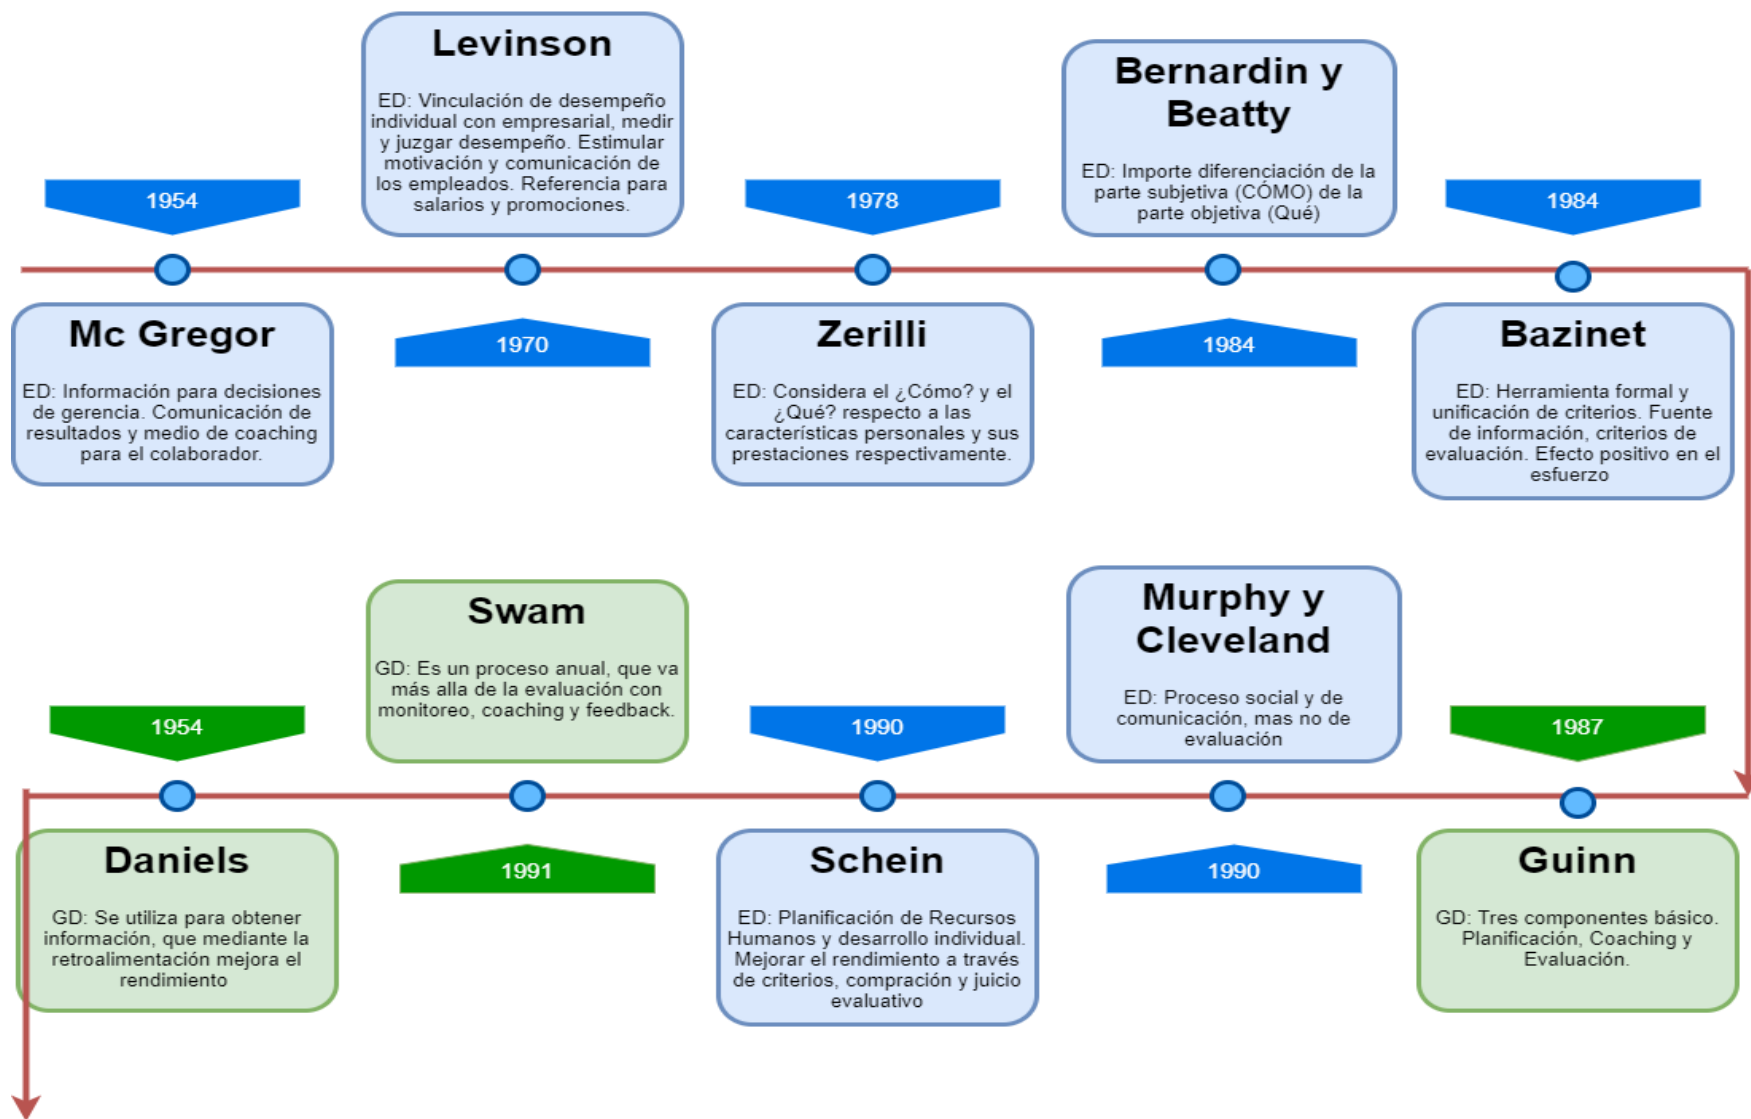 1954
Mc Gregor
ED: Información para decisiones
de gerencia. Comunicación de
resultados y medio de coaching
para el colaborador.
Levinson
ED: Vinculación de desempeño
individual con empresarial, medir
y juzgar desempeño. Estimular
motivación y comunicación de
los empleados. Referencia para
salarios y promociones.
1970
1978
Zerilli
ED: Considera el ¿Cómo? y el
¿Qué? respecto a las
características personales y sus
prestaciones respectivamente.
Bernardin y
Beatty
ED: Importe diferenciación de la
parte subjetiva (CÓMO) de la
parte objetiva (Qué)
1984
1984
Bazinet
ED: Herramienta formal y
unificación de criterios. Fuente
de información, criterios de
evaluación. Efecto positivo en el
esfuerzo
1987
Guinn
GD: Tres componentes básico.
Planificación, Coaching y
Evaluación.
Murphy y
Cleveland
ED: Proceso social y de
comunicación, mas no de
evaluación
1990
1990
Schein
ED: Planificación de Recursos
Humanos y desarrollo individual.
Mejorar el rendimiento a través
de criterios, compración y juicio
evaluativo
Swam
GD: Es un proceso anual, que va
más alla de la evaluación con
monitoreo, coaching y feedback.
1991
1954
Daniels
GD: Se utiliza para obtener
información, que mediante la
retroalimentación mejora el
rendimiento